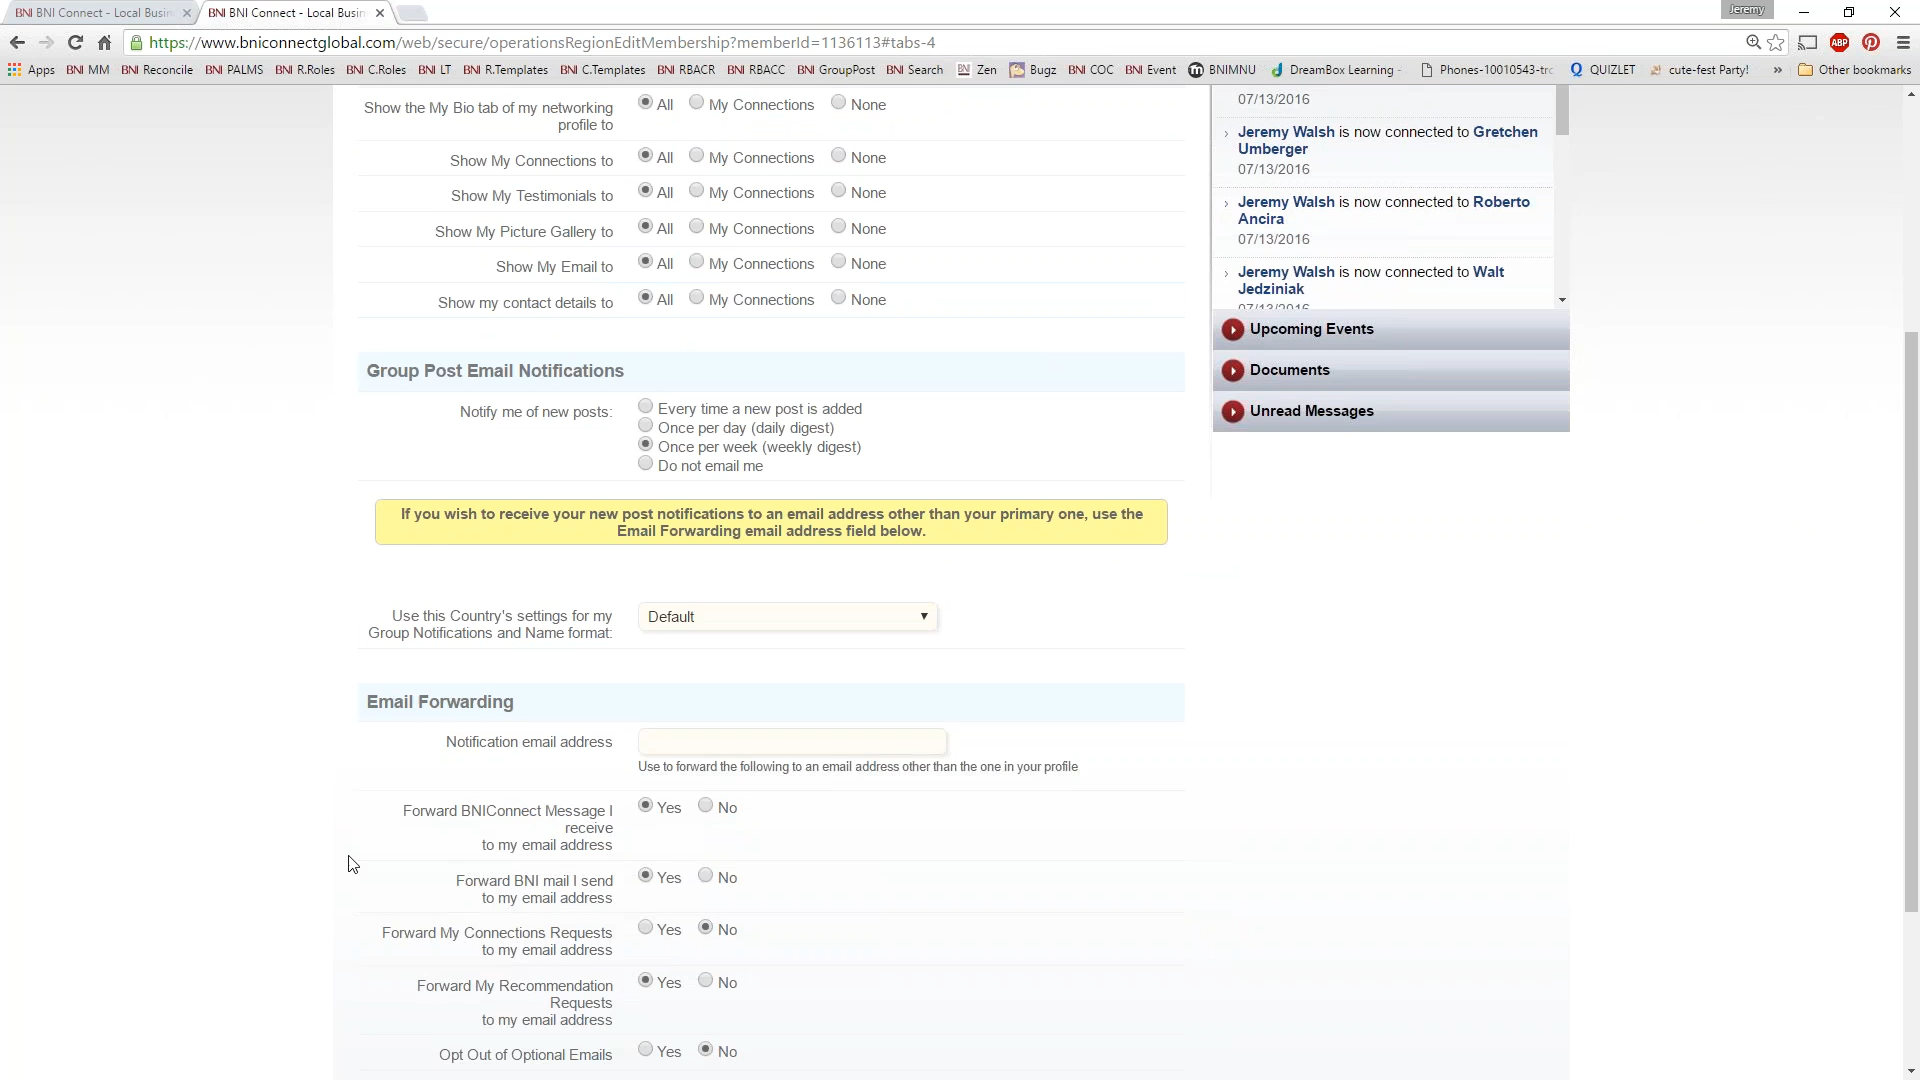 BNI BNI Connect - Local Busin
BNI BNI Connect - Local Busin
Jeremy
https://www.bniconnectglobal.com/web/secure/operationsRegionEditMembership?memberId=1136113#tabs-4
ABP
Apps BNI MM BNI Reconcile BNI PALMS BNI R.Roles BNI C.Roles BNI LT BNI R.Templates BNI C.Templates BNI RBACR BNI RBACC BNI GroupPost BNI Search BNI Zen Bugz BNI COC BNI Event BNIMNU DreamBox Learning - Phones-10010543-trc QUIZLET cute-fest Party! » Other bookmarks
Show the My Bio tab of my networking
profile to
All My Connections None
Show My Connections to All My Connections None
Show My Testimonials to All My Connections None
Show My Picture Gallery to All My Connections None
Show My Email to All My Connections None
Show my contact details to All My Connections None
Group Post Email Notifications
Notify me of new posts: Every time a new post is added
Once per day (daily digest)
Once per week (weekly digest)
Do not email me
If you wish to receive your new post notifications to an email address other than your primary one, use the
Email Forwarding email address field below.
Use this Country's settings for my
Group Notifications and Name format:
Default
Email Forwarding
Notification email address
Use to forward the following to an email address other than the one in your profile
Forward BNIConnect Message I
receive
to my email address
Yes No
Forward BNI mail I send
to my email address
Yes No
Forward My Connections Requests
to my email address
Yes No
Forward My Recommendation
Requests
to my email address
Yes No
Opt Out of Optional Emails Yes No
07/13/2016
Jeremy Walsh is now connected to Gretchen
Umberger
07/13/2016
Jeremy Walsh is now connected to Roberto
Ancira
07/13/2016
Jeremy Walsh is now connected to Walt
Jedziniak
07/13/2016
Upcoming Events
Documents
Unread Messages